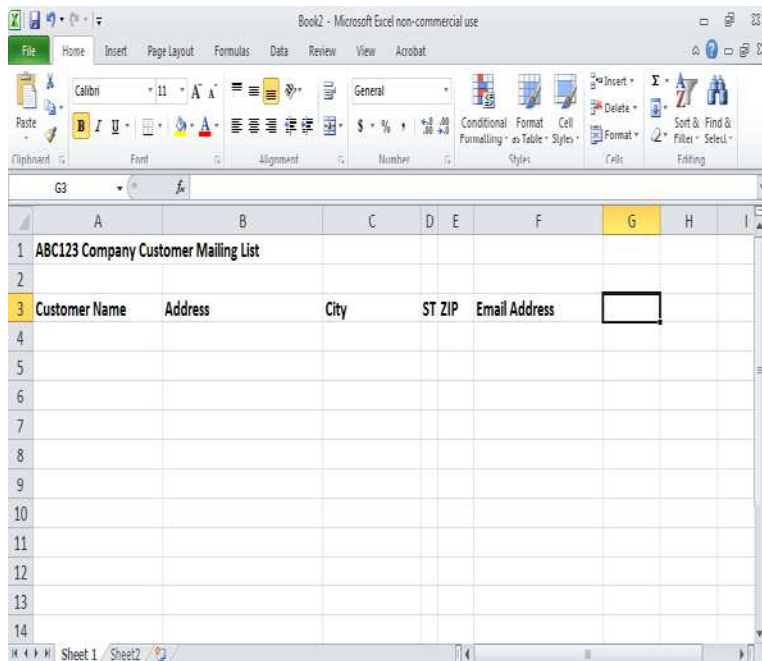 Book2 - Microsoft Excel non-commercial use
File Home Insert Page Layout Formulas Data Review View Acrobat
Calibri 11 A A General Insert Σ
Paste Delete
B I U A $ % , Conditional Format Cell Format Sort & Find &
Formatting as Table Styles Filter Select
Clipboard Font Alignment Number Styles Cells Editing
G3 fx
A B C D E F G H I
1 ABC123 Company Customer Mailing List
2
3 Customer Name Address City ST ZIP Email Address
4
5
6
7
8
9
10
11
12
13
14
Sheet 1 Sheet2